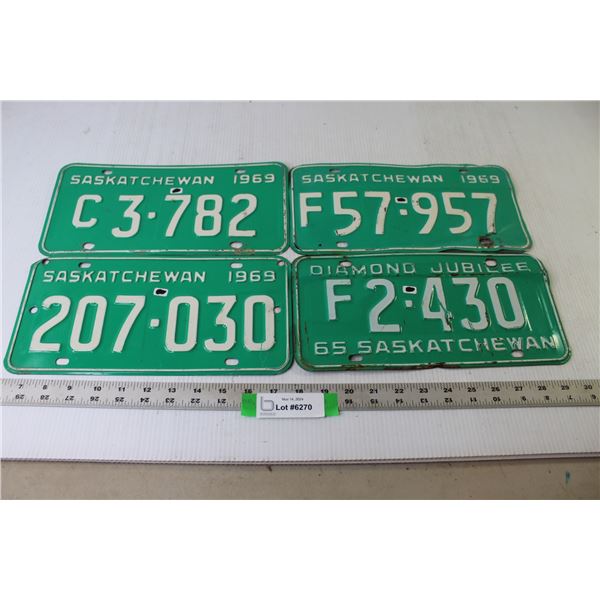 SASKATCHEWAN 1969
C3·782
SASKATCHEWAN 1969
F57·957
SASKATCHEWAN 1969
207·030
DIAMOND JUBILEE
F2·430
65 SASKATCHEWAN
Lot #6270